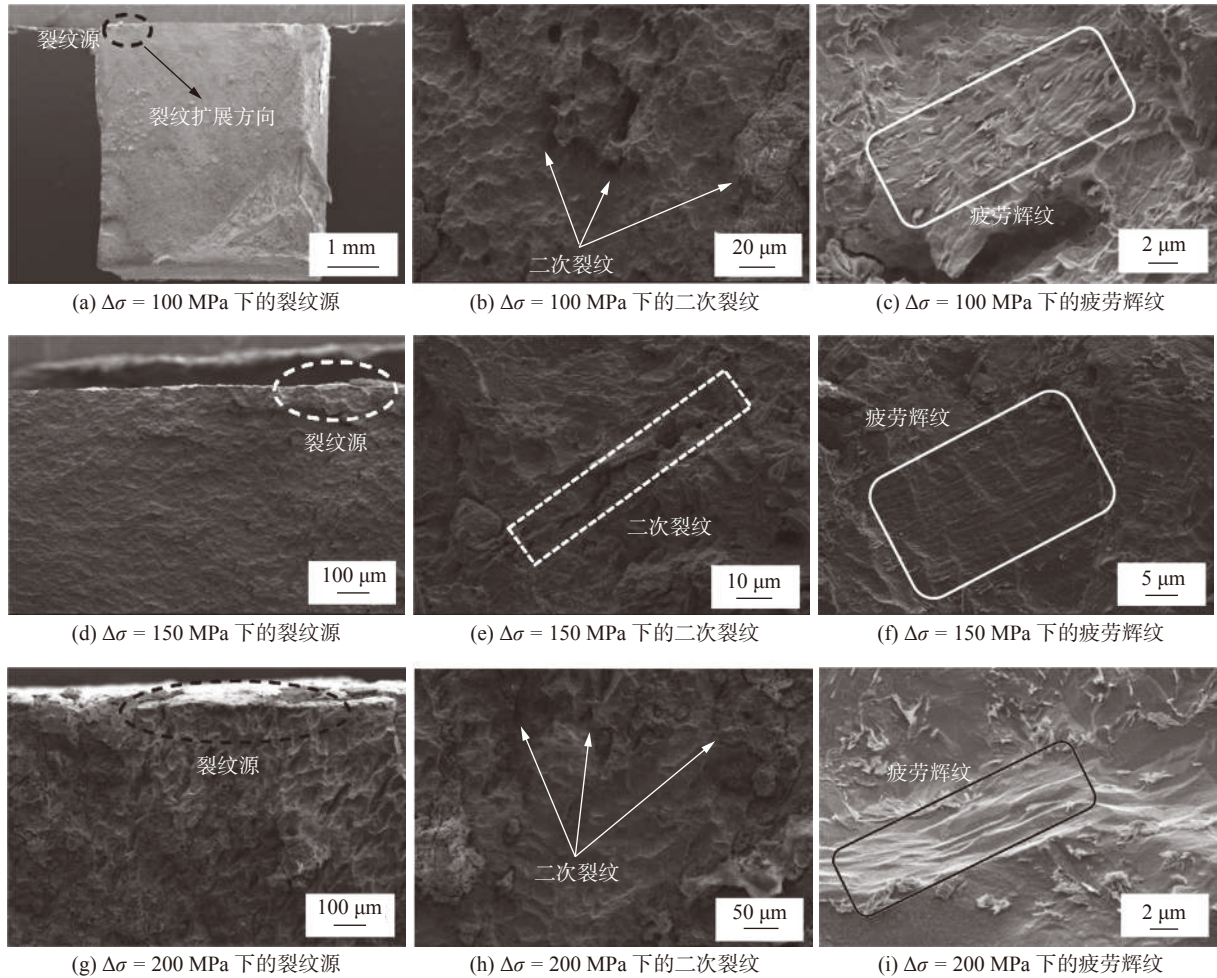 裂纹源
裂纹扩展方向
1 mm
二次裂纹
20 μm
疲劳辉纹
2 μm
(a) Δσ = 100 MPa 下的裂纹源
(b) Δσ = 100 MPa 下的二次裂纹
(c) Δσ = 100 MPa 下的疲劳辉纹
裂纹源
100 μm
二次裂纹
10 μm
疲劳辉纹
5 μm
(d) Δσ = 150 MPa 下的裂纹源
(e) Δσ = 150 MPa 下的二次裂纹
(f) Δσ = 150 MPa 下的疲劳辉纹
裂纹源
100 μm
二次裂纹
50 μm
疲劳辉纹
2 μm
(g) Δσ = 200 MPa 下的裂纹源
(h) Δσ = 200 MPa 下的二次裂纹
(i) Δσ = 200 MPa 下的疲劳辉纹